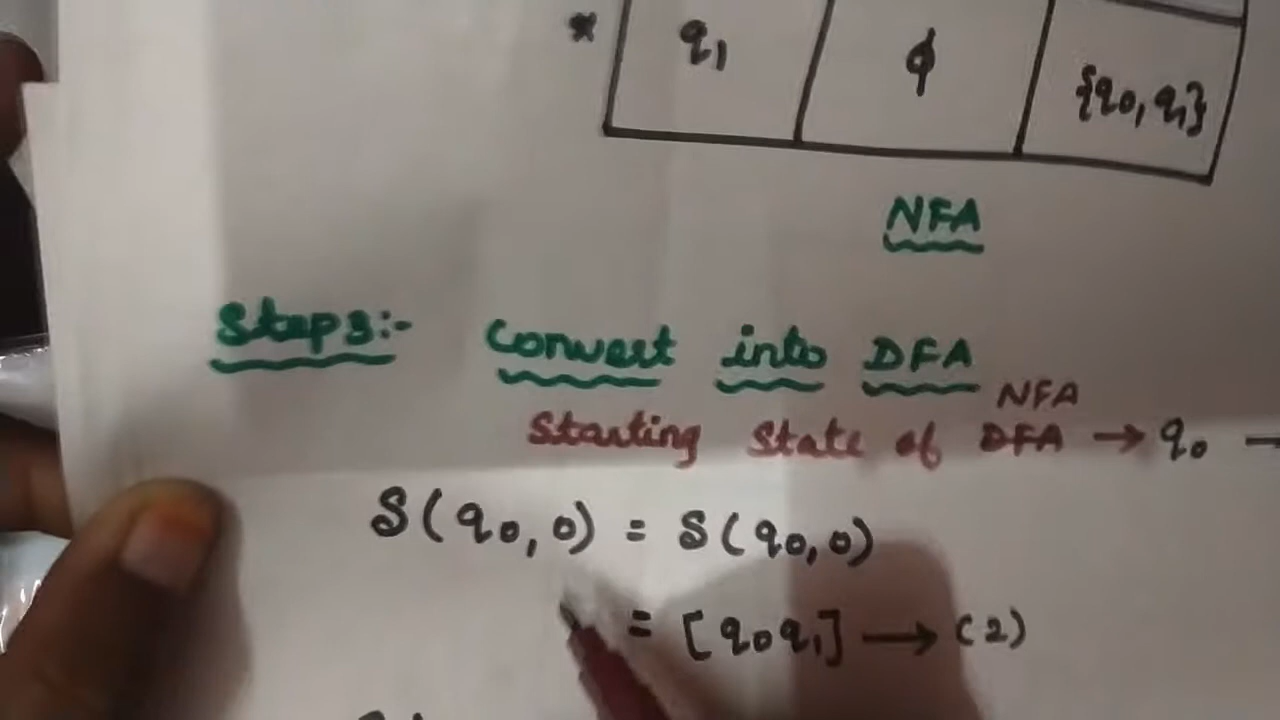 * q₁ ϕ {q₀, q₁}
NFA
Steps:- Convert into DFA
NFA
Starting State of DFA → q₀ →
δ(q₀, 0) = δ(q₀, 0)
= [q₀q₁] → (2)